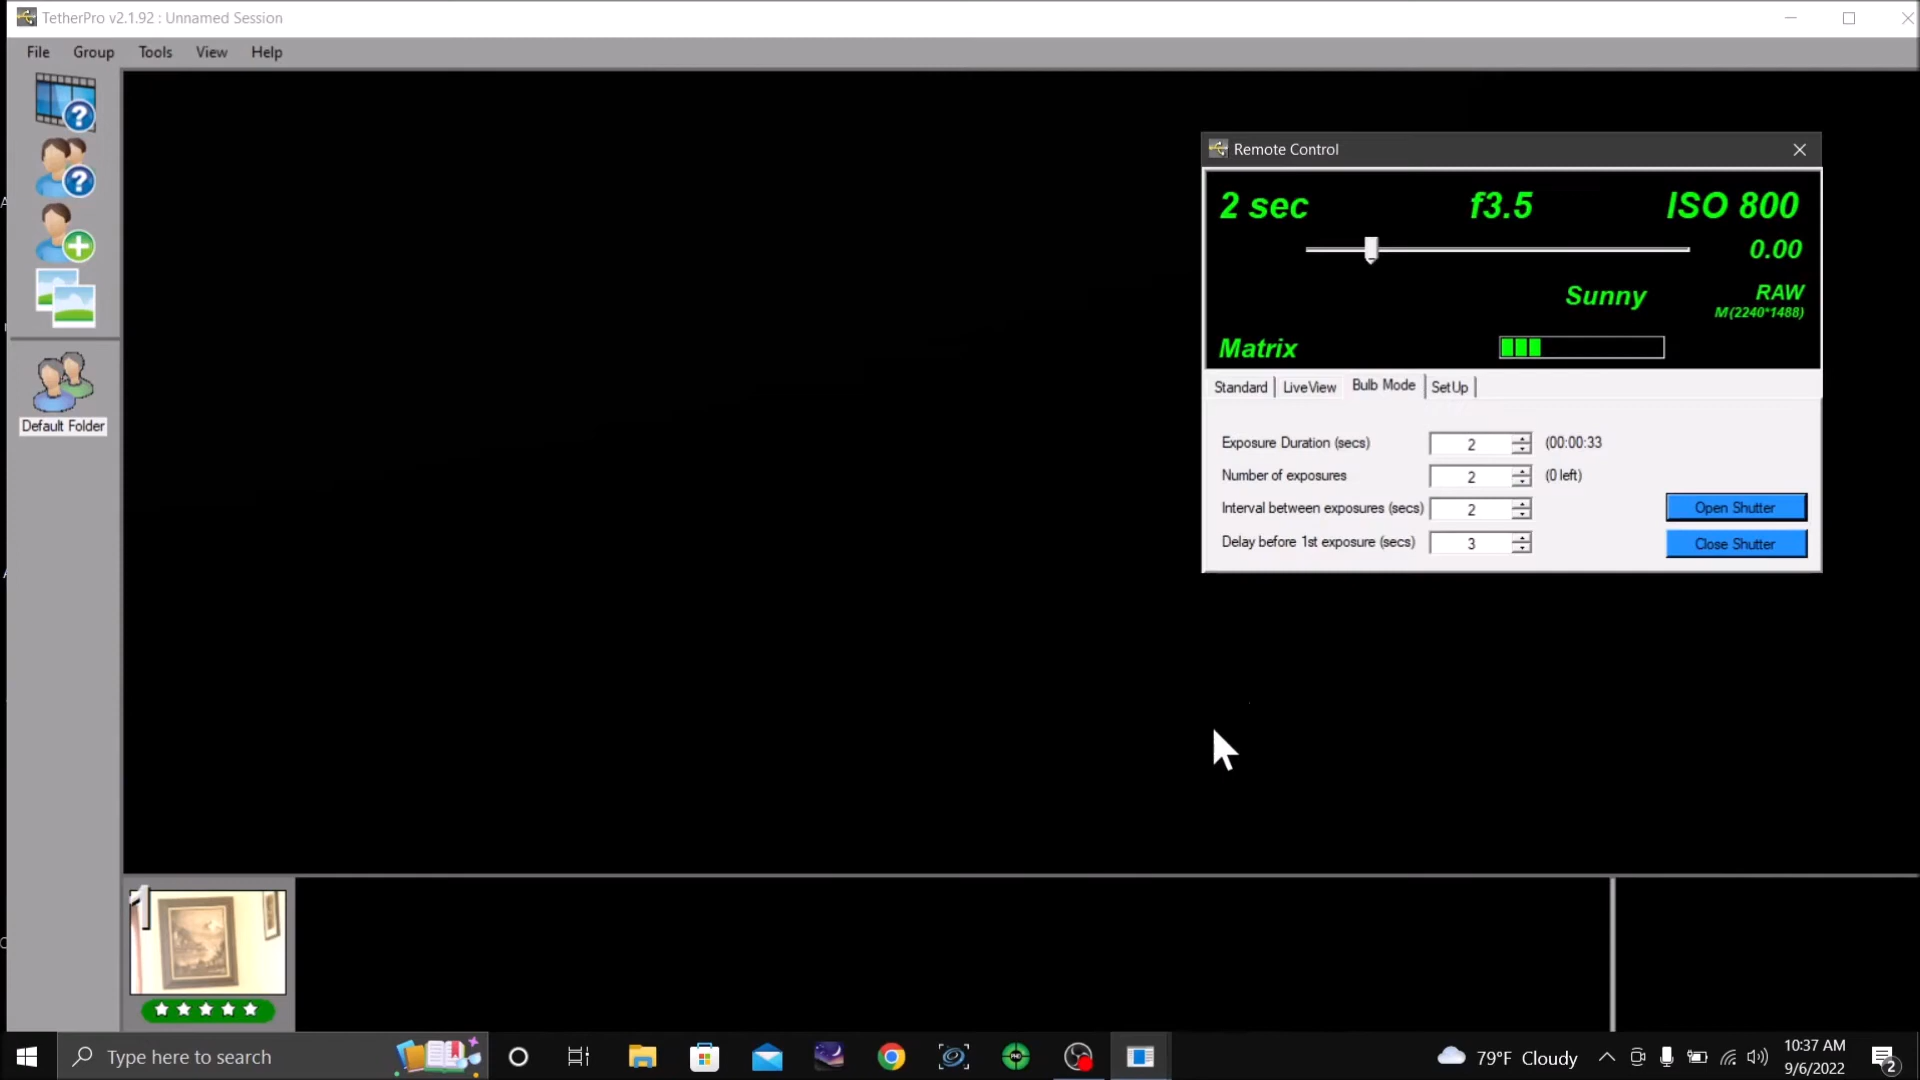 TetherPro v2.1.92 : Unnamed Session
File Group Tools View Help
Default Folder
Remote Control
2 sec f3.5 ISO 800
0.00
Sunny RAW
M(2240*1488)
Matrix
Standard LiveView Bulb Mode SetUp
Exposure Duration (secs) 2 (00:00:33
Number of exposures 2 (0 left)
Interval between exposures (secs) 2 Open Shutter
Delay before 1st exposure (secs) 3 Close Shutter
1
Type here to search
79°F Cloudy
10:37 AM
9/6/2022
2